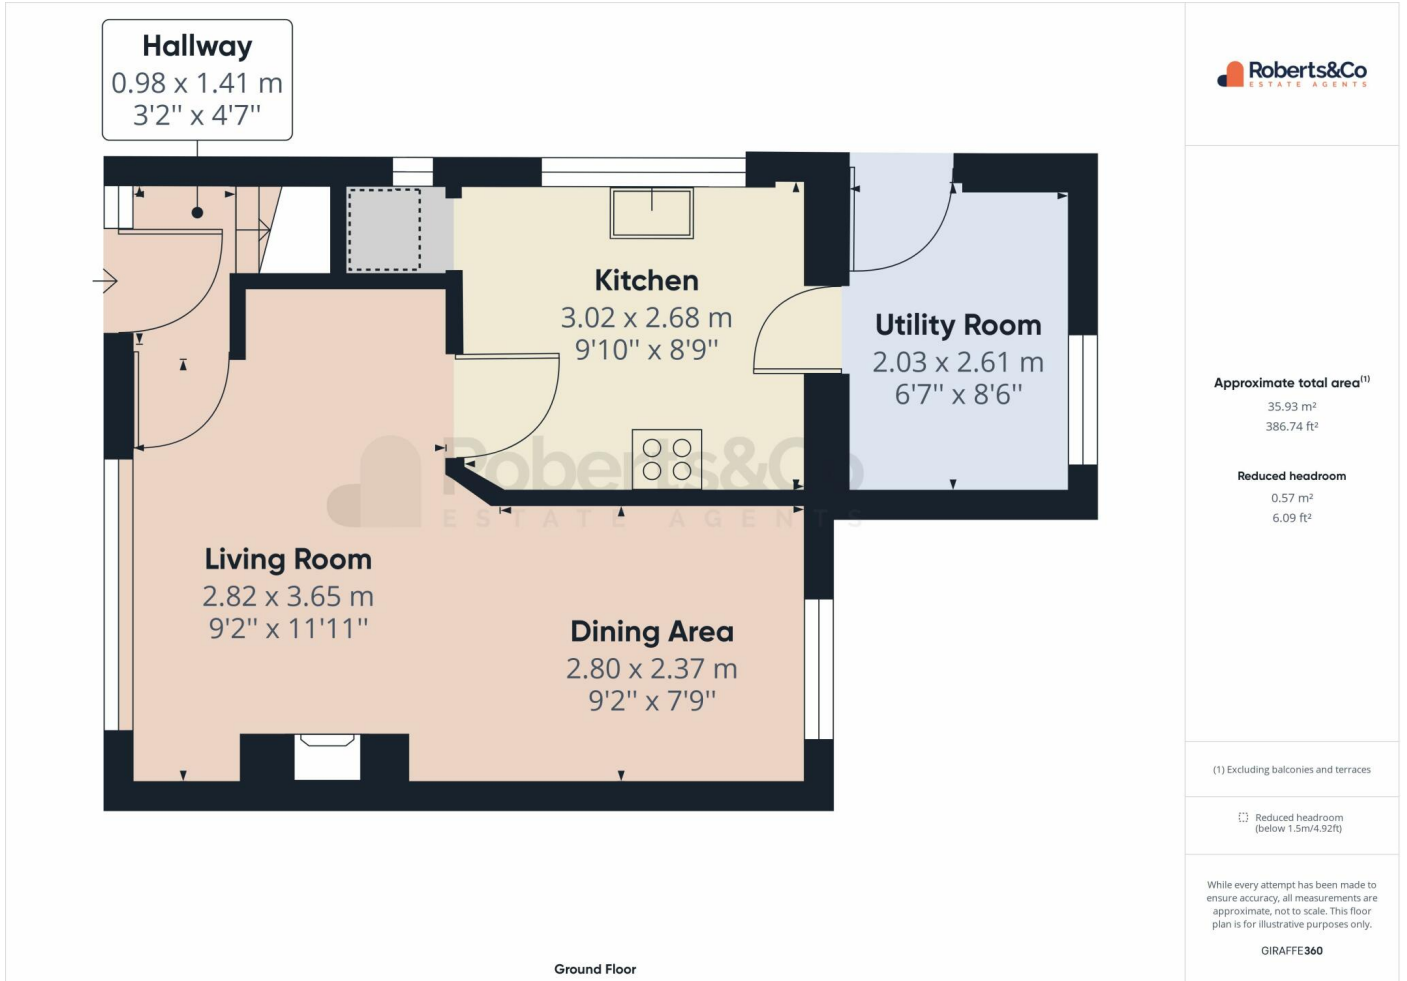 Hallway
0.98 x 1.41 m
3'2" x 4'7"
Kitchen
3.02 x 2.68 m
9'10" x 8'9"
Utility Room
2.03 x 2.61 m
6'7" x 8'6"
Roberts&Co
ESTATE AGENTS
Living Room
2.82 x 3.65 m
9'2" x 11'11"
Dining Area
2.80 x 2.37 m
9'2" x 7'9"
Ground Floor
Roberts&Co
ESTATE AGENTS
Approximate total area(1)
35.93 m²
386.74 ft²
Reduced headroom
0.57 m²
6.09 ft²
(1) Excluding balconies and terraces
Reduced headroom
(below 1.5m/4.92ft)
While every attempt has been made to
ensure accuracy, all measurements are
approximate, not to scale. This floor
plan is for illustrative purposes only.
GIRAFFE360